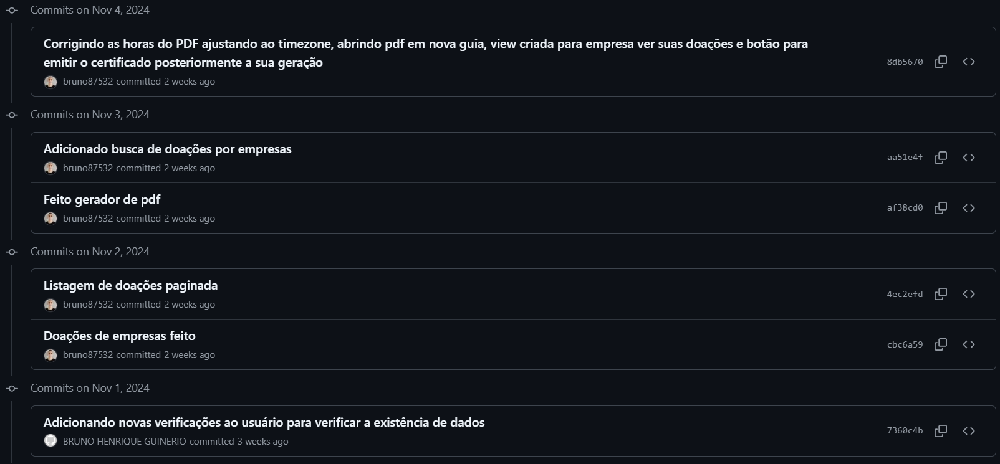 Commits on Nov 4, 2024
Corrigindo as horas do PDF ajustando ao timezone, abrindo pdf em nova guia, view criada para empresa ver suas doações e botão para
emitir o certificado posteriormente a sua geração
8db5670
bruno87532 committed 2 weeks ago
Commits on Nov 3, 2024
Adicionado busca de doações por empresas
aa51e4f
bruno87532 committed 2 weeks ago
Feito gerador de pdf
af38cd0
bruno87532 committed 2 weeks ago
Commits on Nov 2, 2024
Listagem de doações paginada
4ec2efd
bruno87532 committed 2 weeks ago
Doações de empresas feito
cbc6a59
bruno87532 committed 2 weeks ago
Commits on Nov 1, 2024
Adicionando novas verificações ao usuário para verificar a existência de dados
7360c4b
BRUNO HENRIQUE GUINERIO committed 3 weeks ago